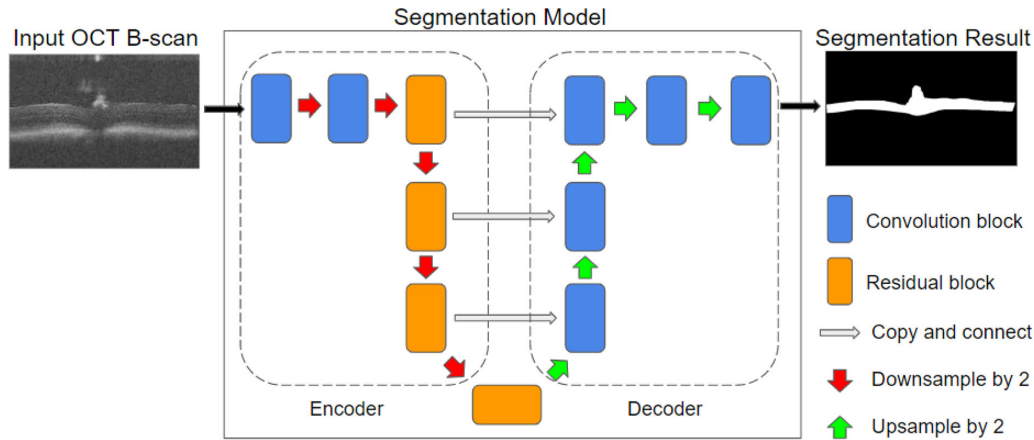 Segmentation Model
Input OCT B-scan
Segmentation Result
Convolution block
Residual block
Copy and connect
Downsample by 2
Upsample by 2
Encoder
Decoder